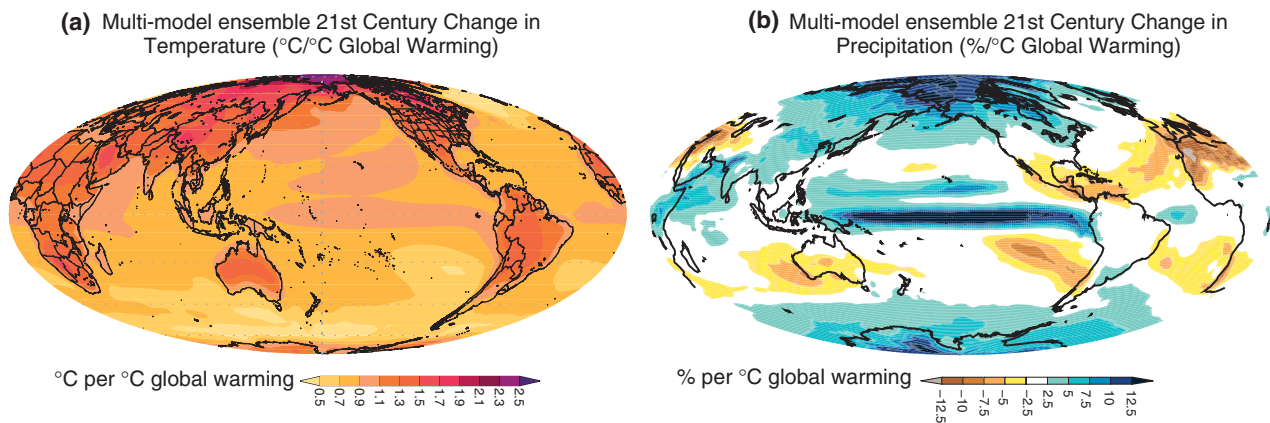 (a) Multi-model ensemble 21st Century Change in
Temperature (°C/°C Global Warming)
°C per °C global warming
0.5 0.7 0.9 1.1 1.3 1.5 1.7 1.9 2.1 2.3 2.5
(b) Multi-model ensemble 21st Century Change in
Precipitation (%/°C Global Warming)
% per °C global warming
−12.5 −10 −7.5 −5 −2.5 2.5 5 7.5 10 12.5